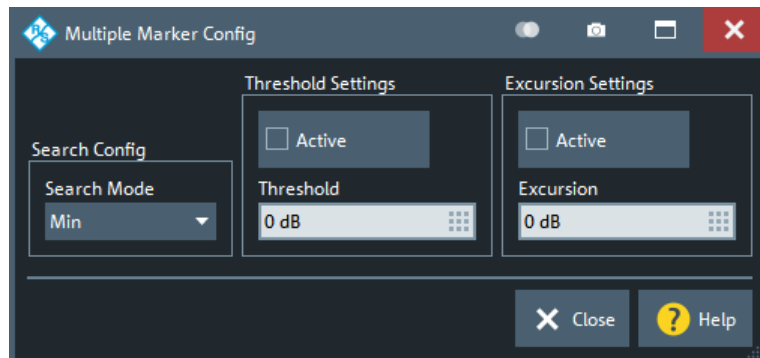 R&S Multiple Marker Config
Threshold Settings
Excursion Settings
Active
Active
Search Config
Search Mode
Threshold
Excursion
Min
0 dB
0 dB
Close
? Help